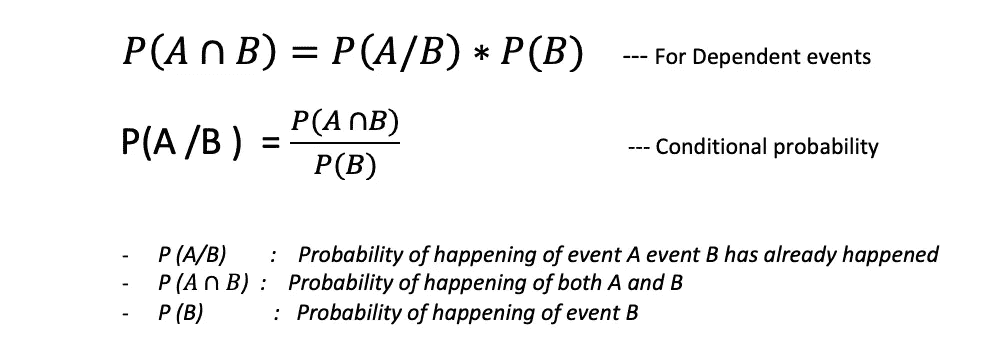 P(A ∩ B) = P(A/B) * P(B) --- For Dependent events
P(A /B ) = P(A ∩B) / P(B) --- Conditional probability
- P (A/B) : Probability of happening of event A event B has already happened
- P (A ∩ B) : Probability of happening of both A and B
- P (B) : Probability of happening of event B